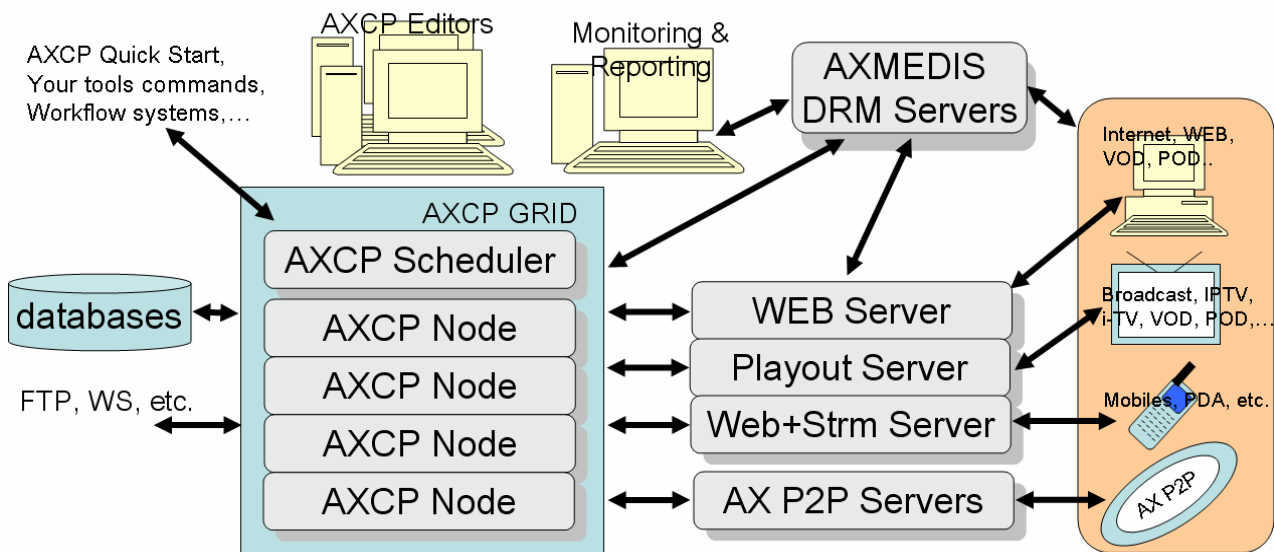 AXCP Editors
Monitoring &
Reporting
AXCP Quick Start,
Your tools commands,
Workflow systems,...
AXMEDIS
DRM Servers
Internet, WEB,
VOD, POD..
AXCP GRID
AXCP Scheduler
databases
AXCP Node
WEB Server
Broadcast, IPTV,
i-TV, VOD, POD,...
AXCP Node
Playout Server
FTP, WS, etc.
AXCP Node
Web+Strm Server
Mobiles, PDA, etc.
AXCP Node
AX P2P Servers
AX P2P